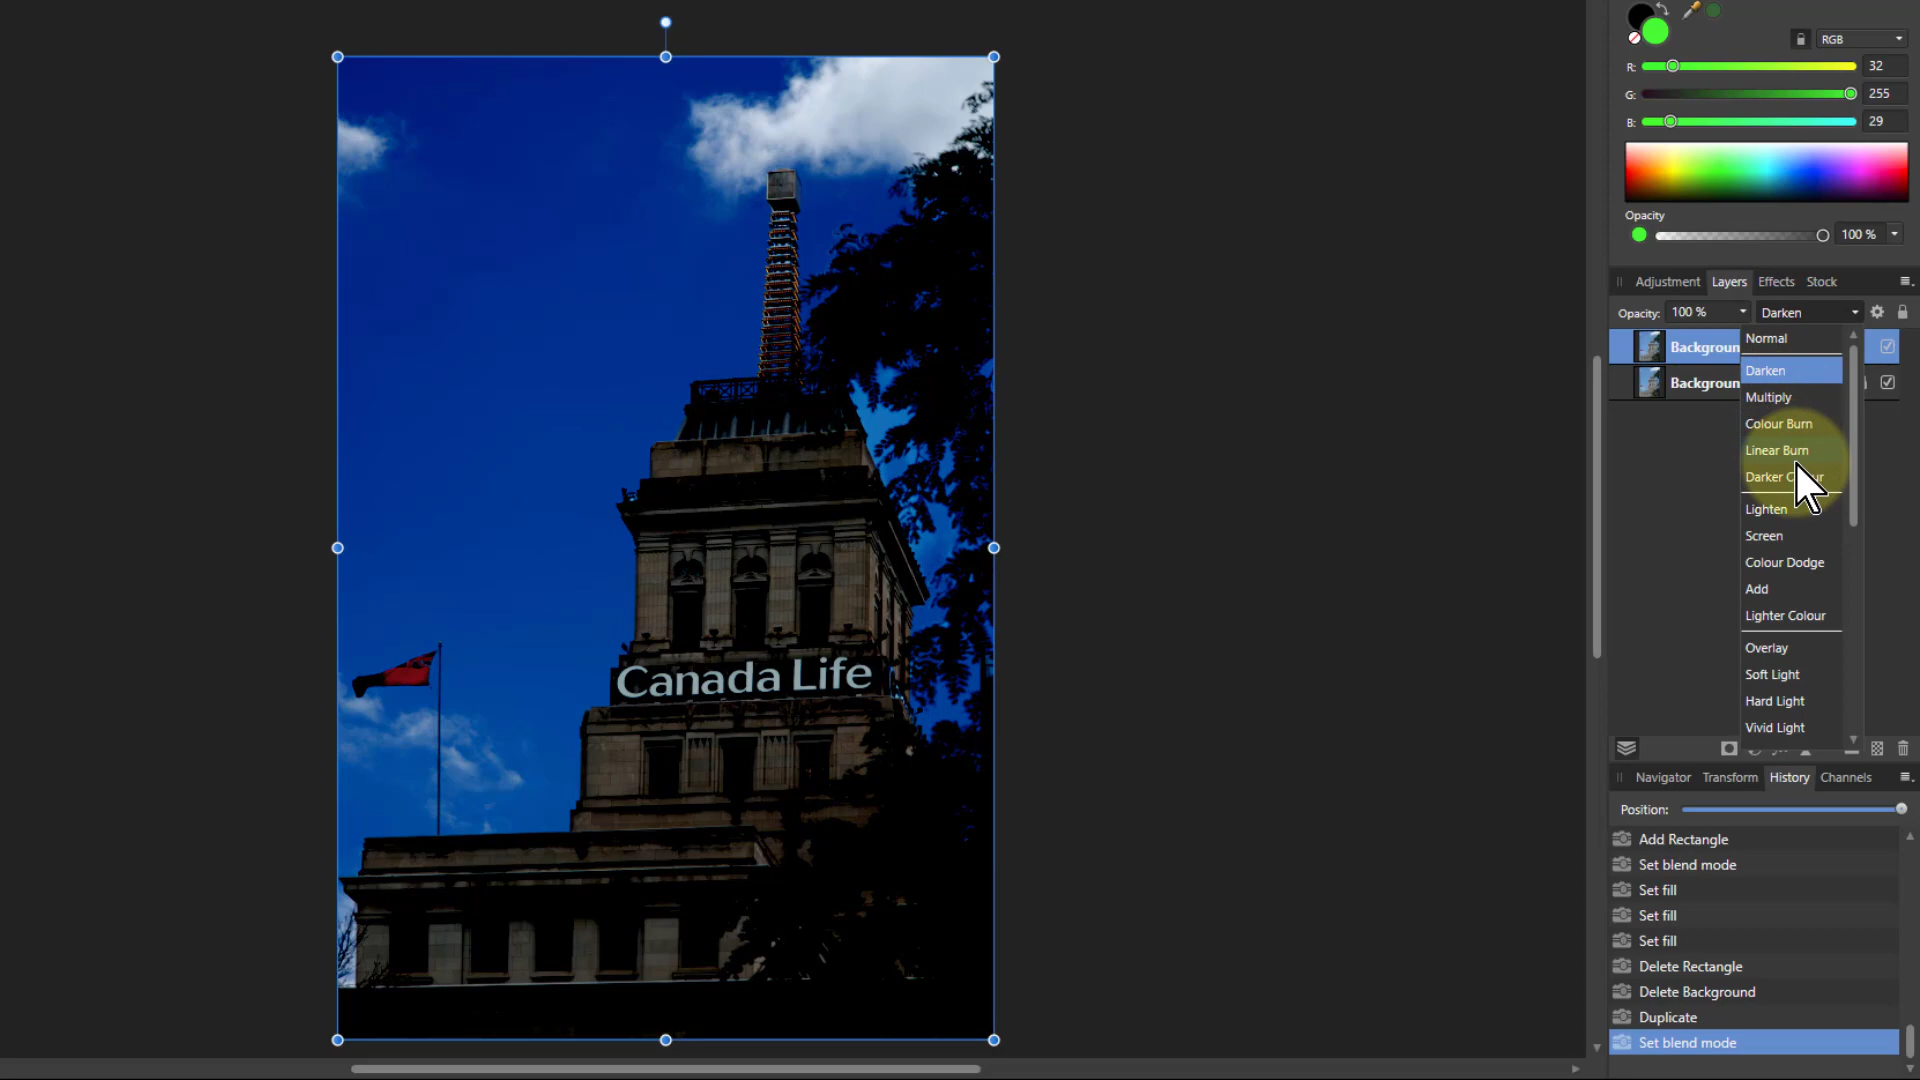 RGB
R: 32
G: 255
B: 29
Opacity
100 %
Adjustment Layers Effects Stock
Opacity: 100 % Darken
Normal
Backgroun
Darken
Backgroun
Multiply
Colour Burn
Linear Burn
Darker Colour
Lighten
Screen
Colour Dodge
Add
Lighter Colour
Overlay
Canada Life
Soft Light
Hard Light
Vivid Light
Navigator Transform History Channels
Position:
Add Rectangle
Set blend mode
Set fill
Set fill
Set fill
Delete Rectangle
Delete Background
Duplicate
Set blend mode